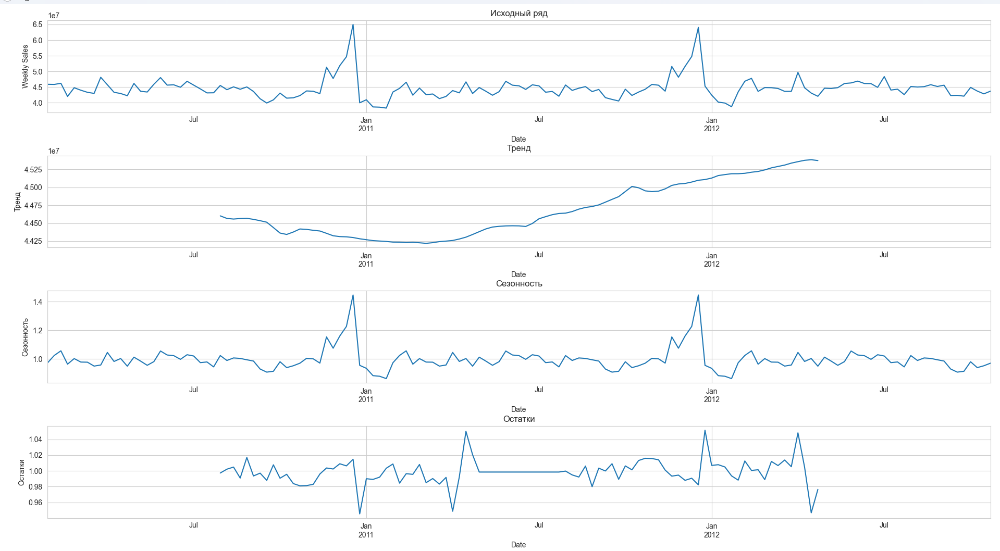 Исходный ряд
1e7
6.5
6.0
5.5
5.0
4.5
4.0
Weekly Sales
Jul
Jan
2011
Jul
Jan
2012
Jul
Date
Тренд
1e7
4.525
4.500
4.475
4.450
4.425
Тренд
Jul
Jan
2011
Jul
Jan
2012
Jul
Date
Сезонность
1.4
1.2
1.0
Сезонность
Jul
Jan
2011
Jul
Jan
2012
Jul
Date
Остатки
1.04
1.02
1.00
0.98
0.96
Остатки
Jul
Jan
2011
Jul
Jan
2012
Jul
Date